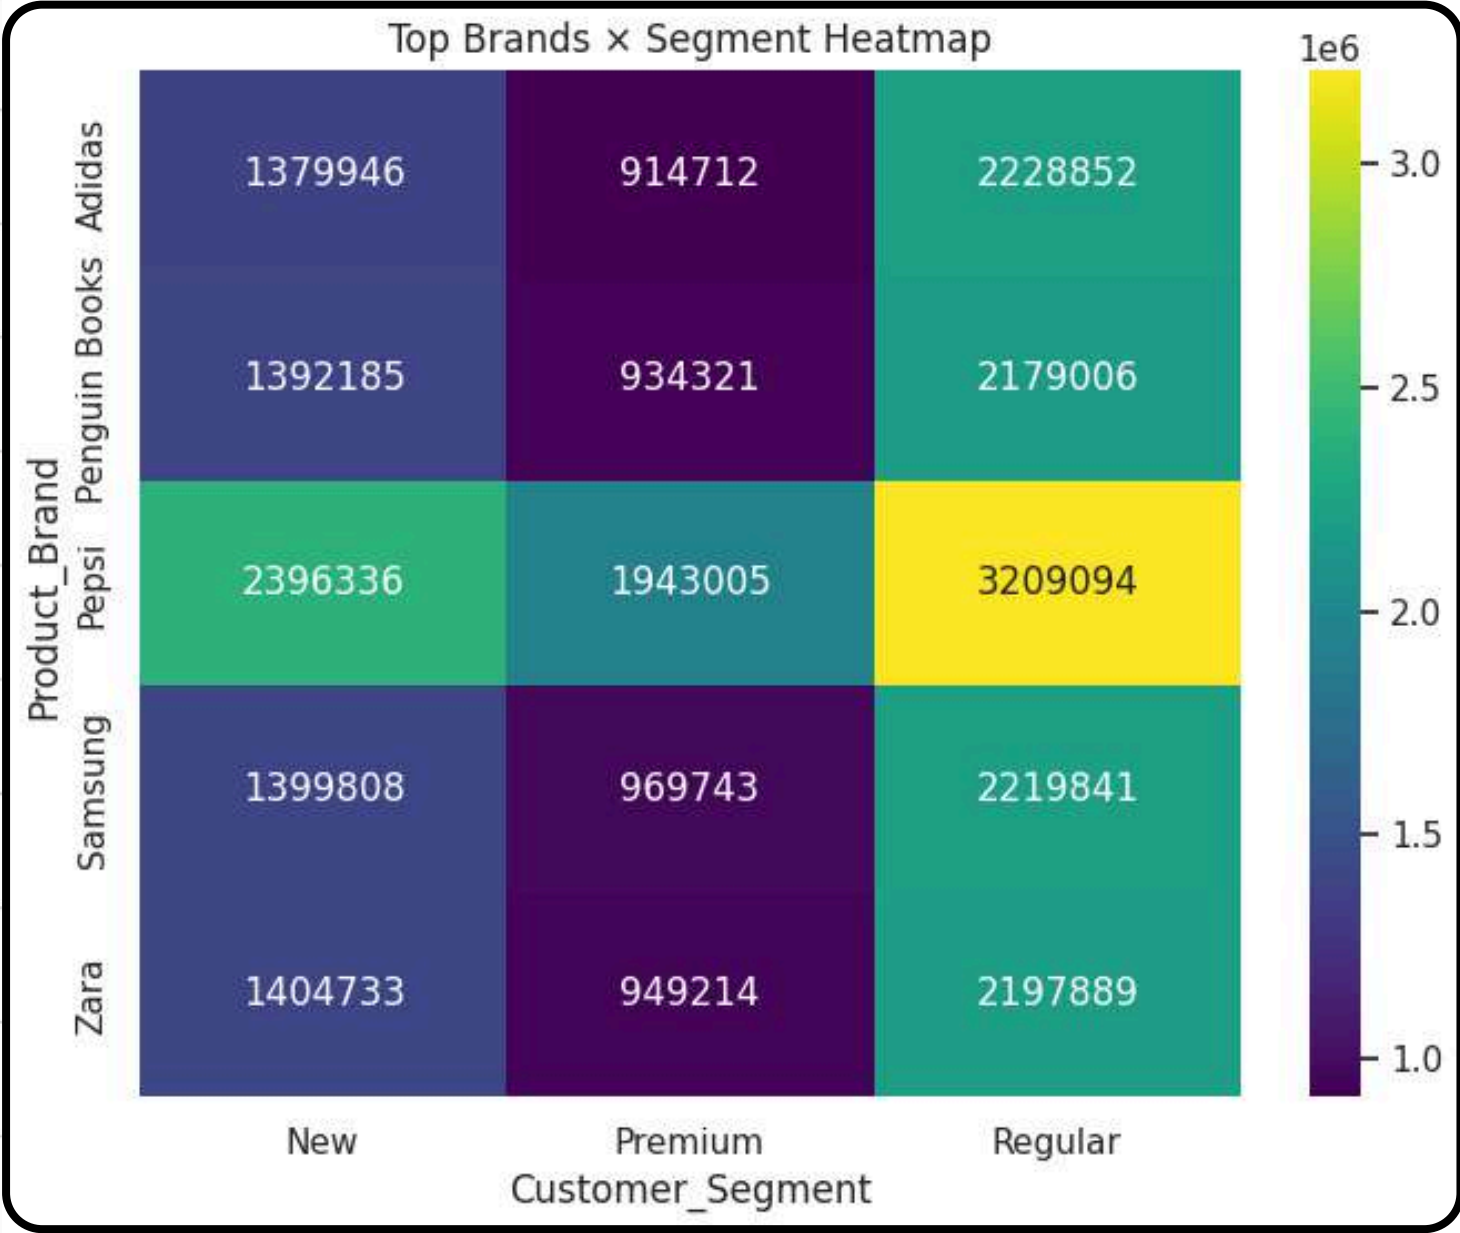 Top Brands × Segment Heatmap
1e6
Product_Brand
Adidas
1379946 914712 2228852
Penguin Books
1392185 934321 2179006
Pepsi
2396336 1943005 3209094
Samsung
1399808 969743 2219841
Zara
1404733 949214 2197889
New Premium Regular
Customer_Segment
3.0
2.5
2.0
1.5
1.0